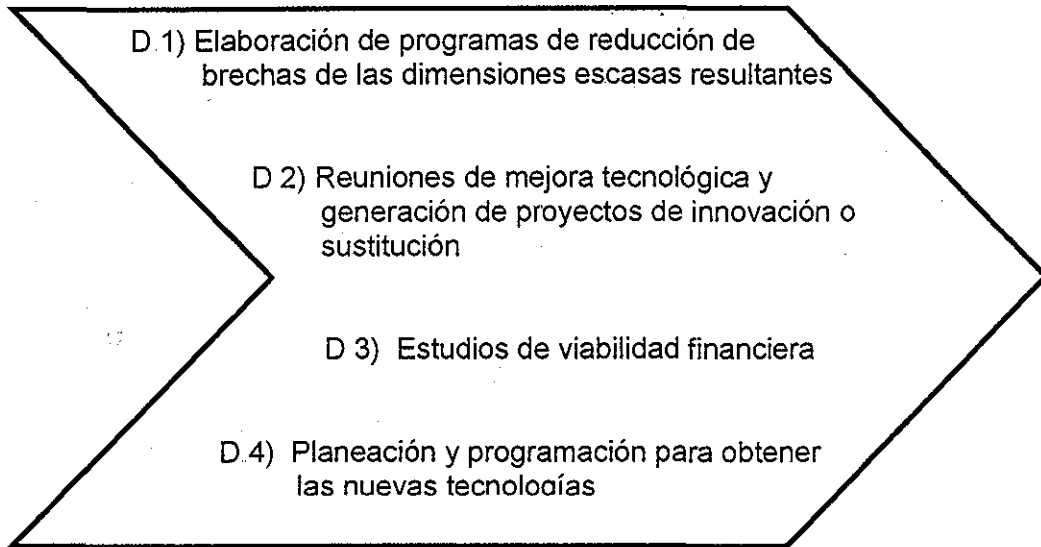 D.1) Elaboración de programas de reducción de
brechas de las dimensiones escasas resultantes
D 2) Reuniones de mejora tecnológica y
generación de proyectos de innovación o
sustitución
D 3) Estudios de viabilidad financiera
D.4) Planeación y programación para obtener
las nuevas tecnologías